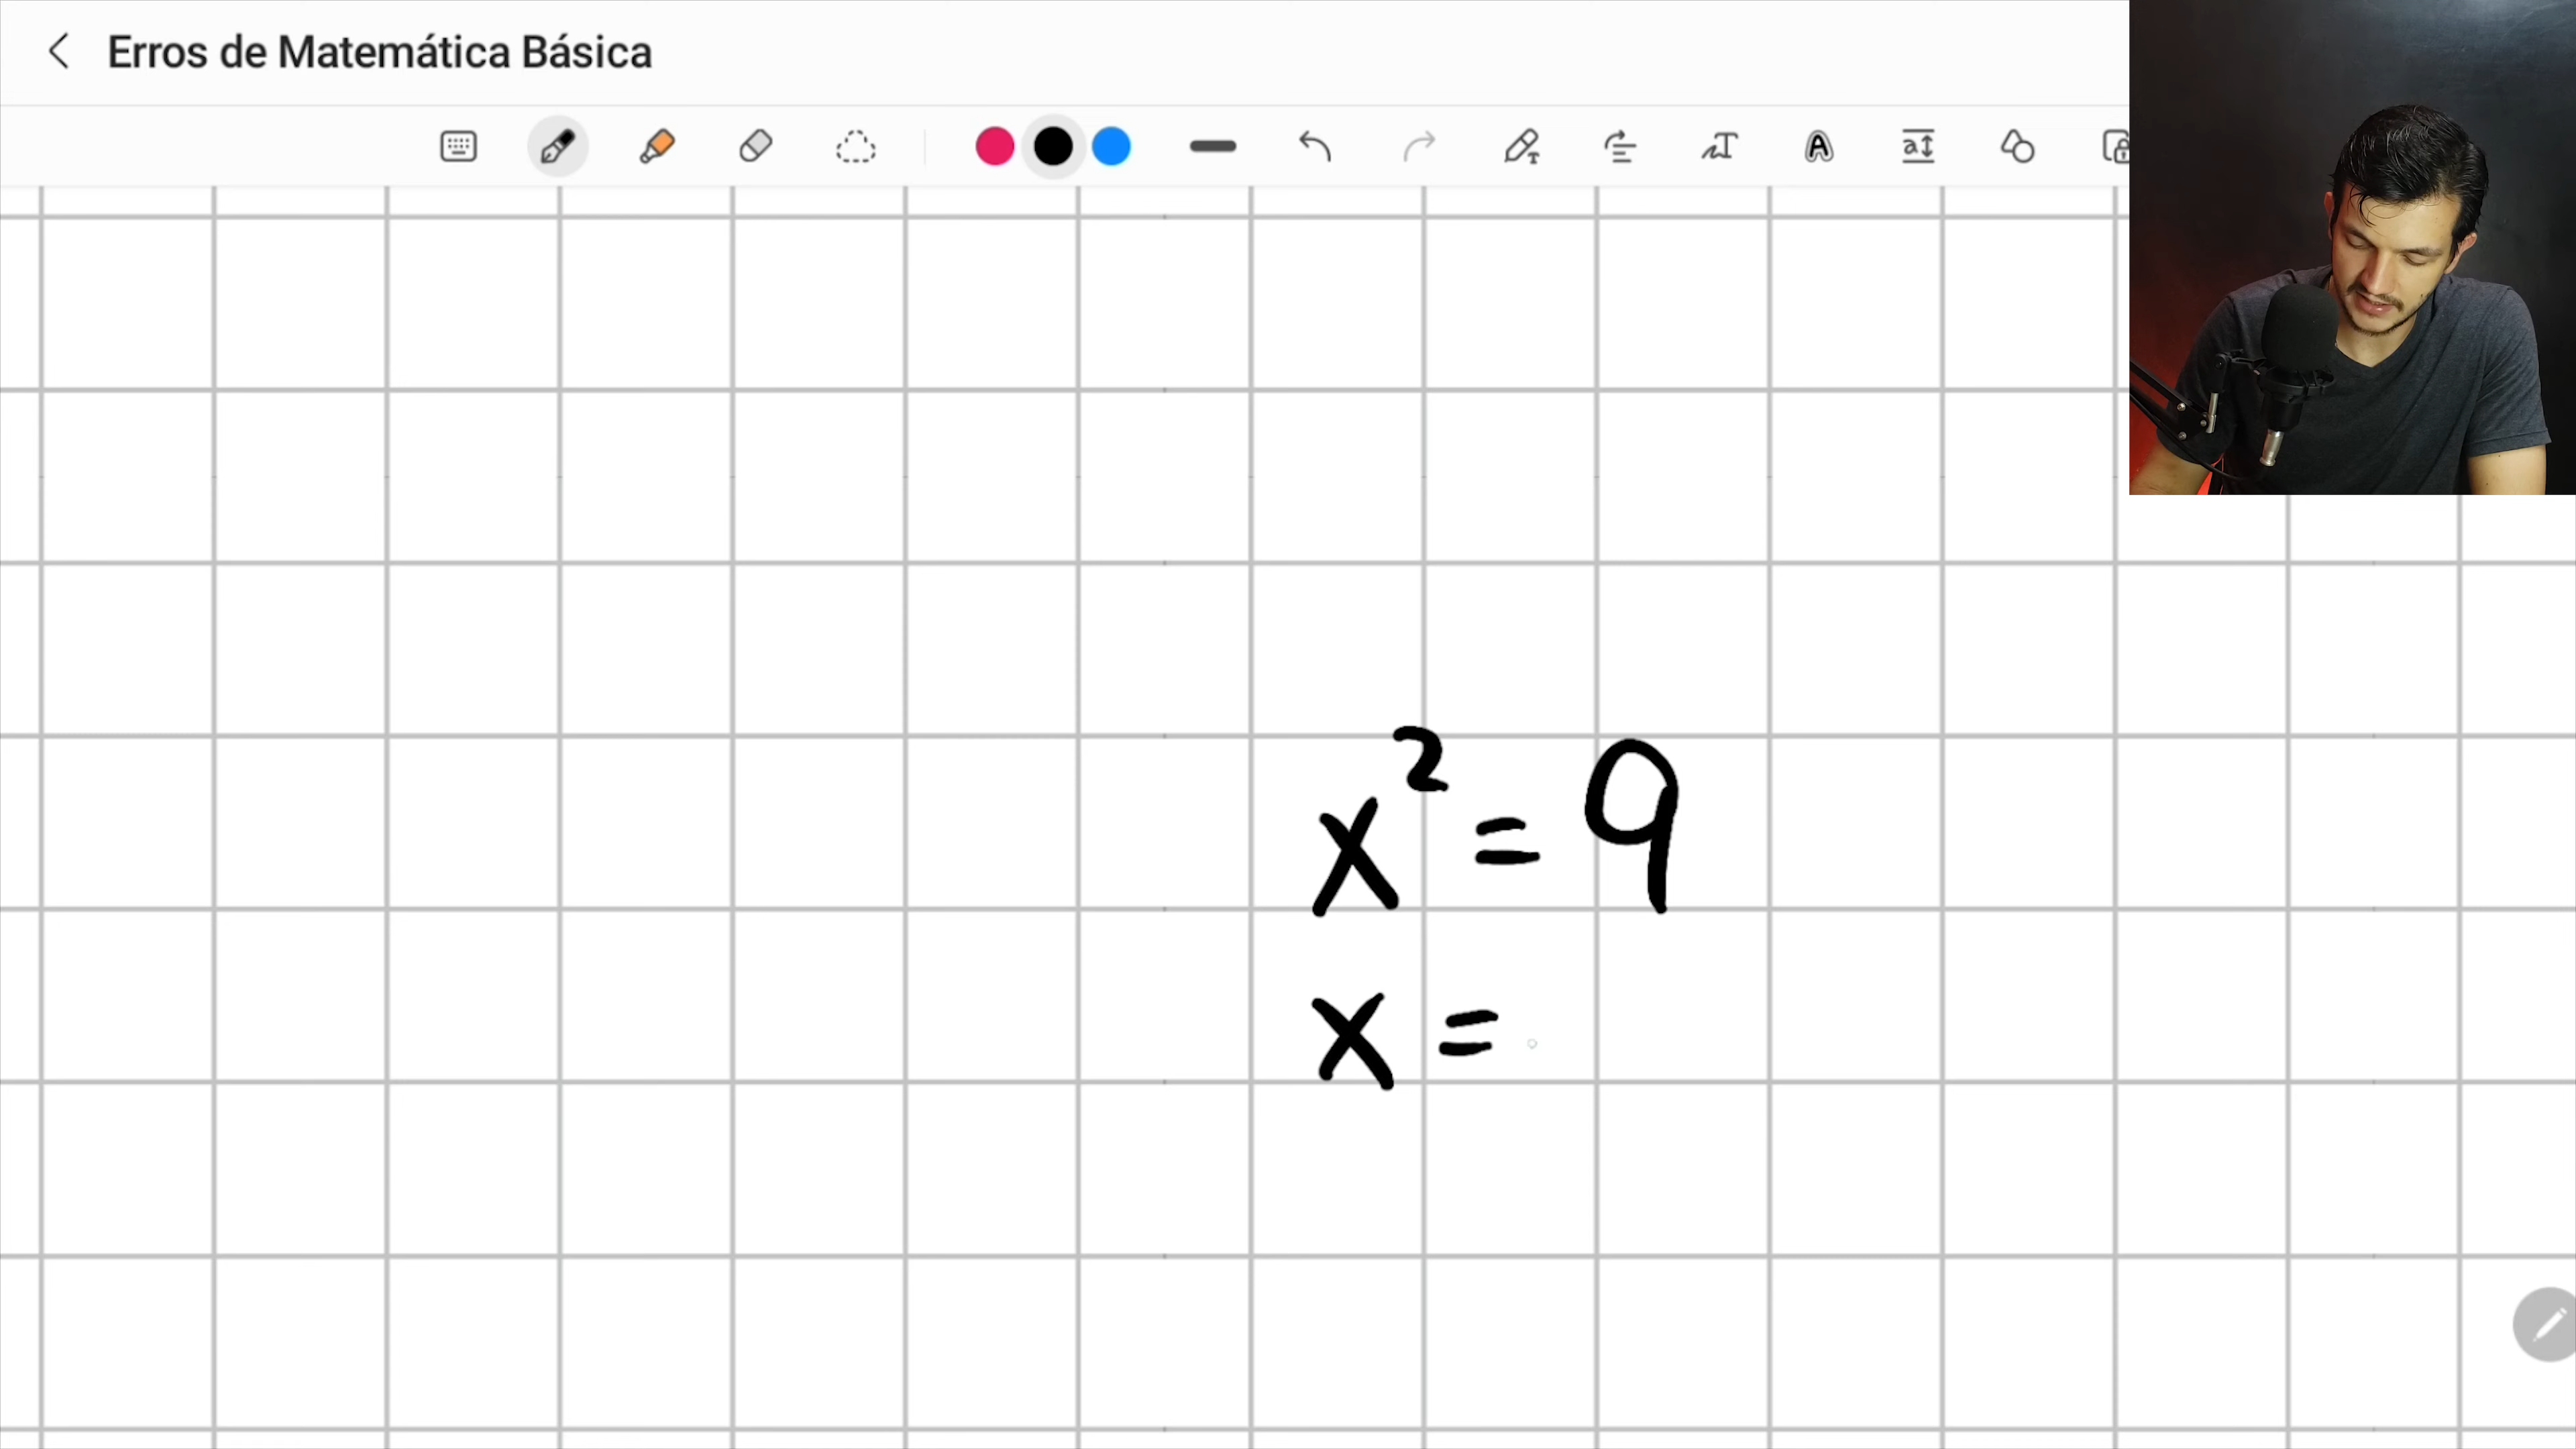 Erros de Matemática Básica
x² = 9
x =